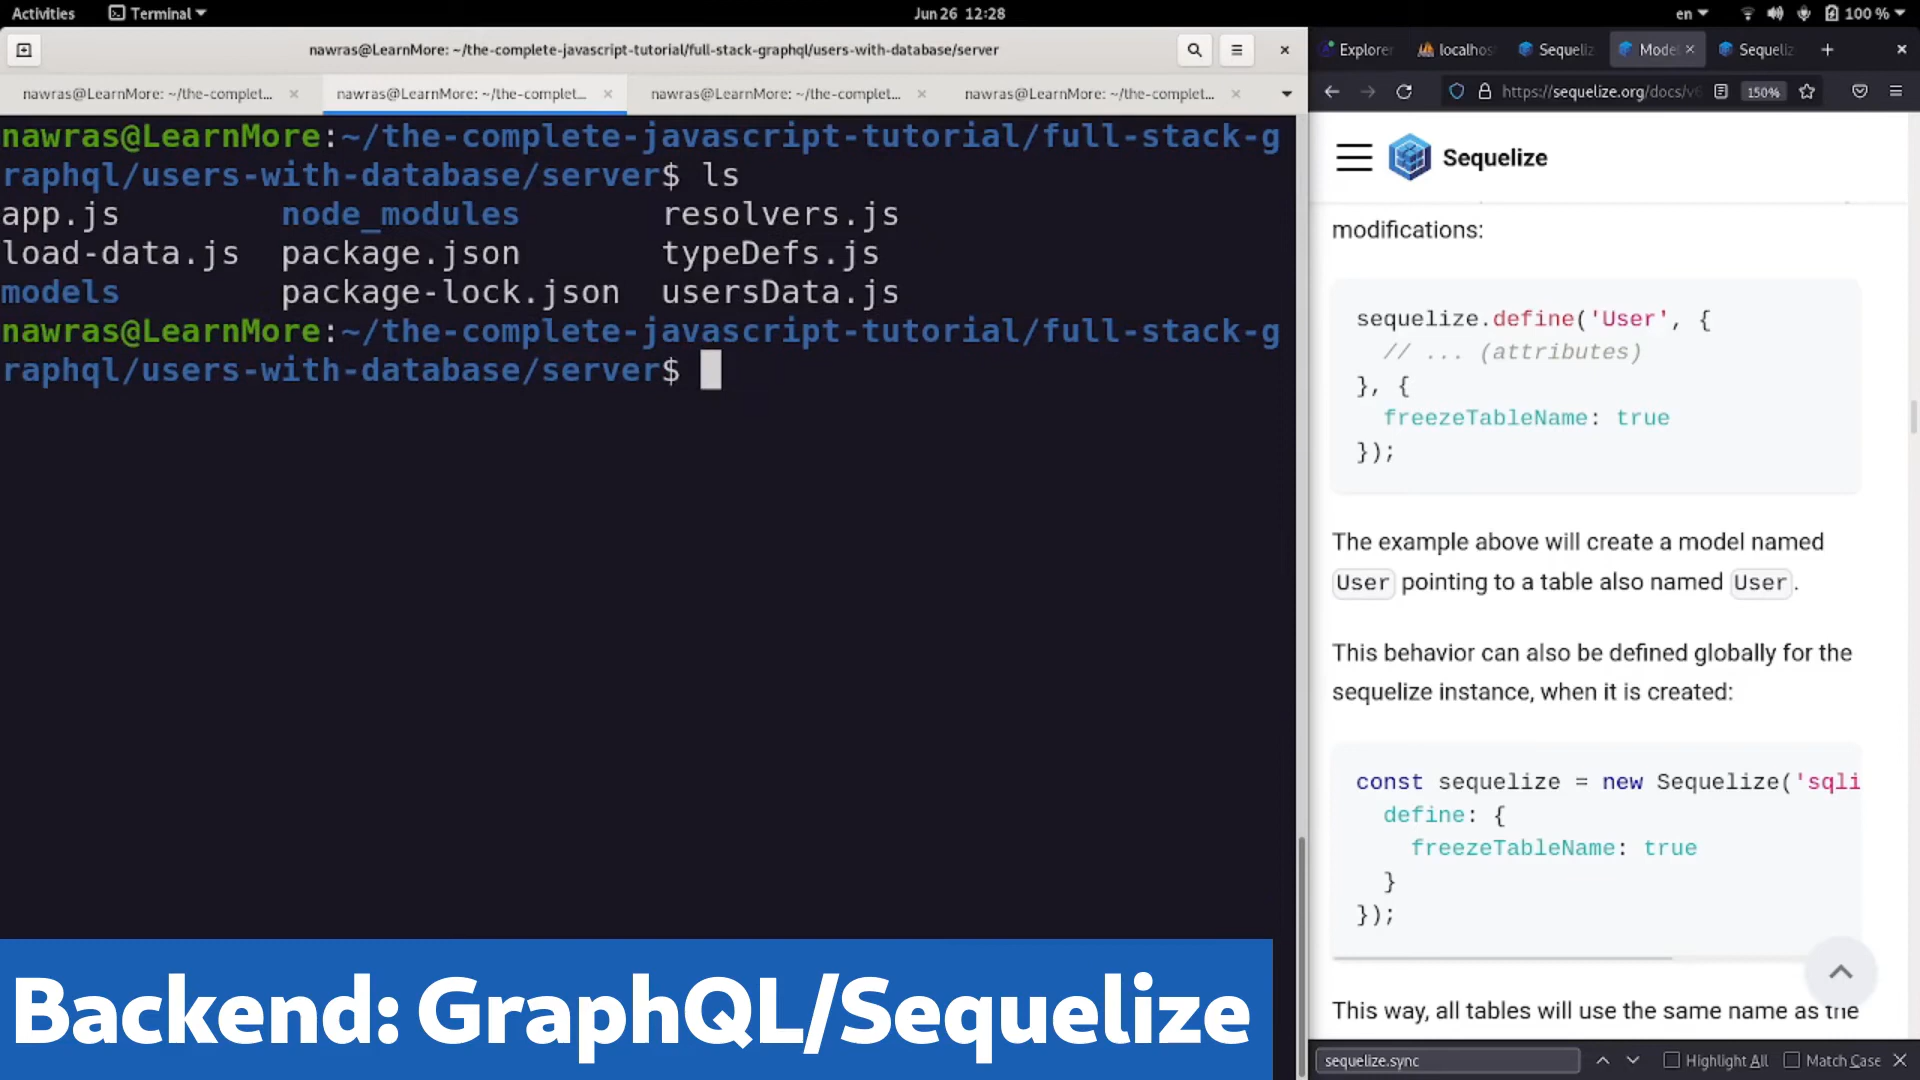 Activities Terminal Jun 26 12:28 en 100 %
nawras@LearnMore: ~/the-complete-javascript-tutorial/full-stack-graphql/users-with-database/server
nawras@LearnMore: ~/the-complet... nawras@LearnMore: ~/the-complet... nawras@LearnMore: ~/the-complet... nawras@LearnMore: ~/the-complet...
nawras@LearnMore:~/the-complete-javascript-tutorial/full-stack-g
raphql/users-with-database/server$ ls
app.js node_modules resolvers.js
load-data.js package.json typeDefs.js
models package-lock.json usersData.js
nawras@LearnMore:~/the-complete-javascript-tutorial/full-stack-g
raphql/users-with-database/server$
Backend: GraphQL/Sequelize
Explorer localhos Sequeliz Model Sequeliz
https://sequelize.org/docs/v6 150%
Sequelize
modifications:
sequelize.define('User', {
// ... (attributes)
}, {
freezeTableName: true
});
The example above will create a model named
User pointing to a table also named User.
This behavior can also be defined globally for the
sequelize instance, when it is created:
const sequelize = new Sequelize('sqli
define: {
freezeTableName: true
}
});
This way, all tables will use the same name as the
sequelize.sync Highlight All Match Case